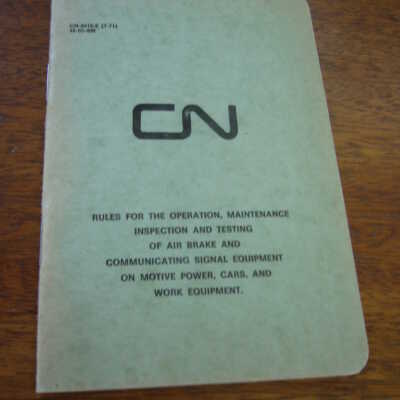 CN
RULES FOR THE OPERATION, MAINTENANCE
INSPECTION AND TESTING
OF AIR BRAKE AND
COMMUNICATING SIGNAL EQUIPMENT
ON MOTIVE POWER, CARS, AND
WORK EQUIPMENT.